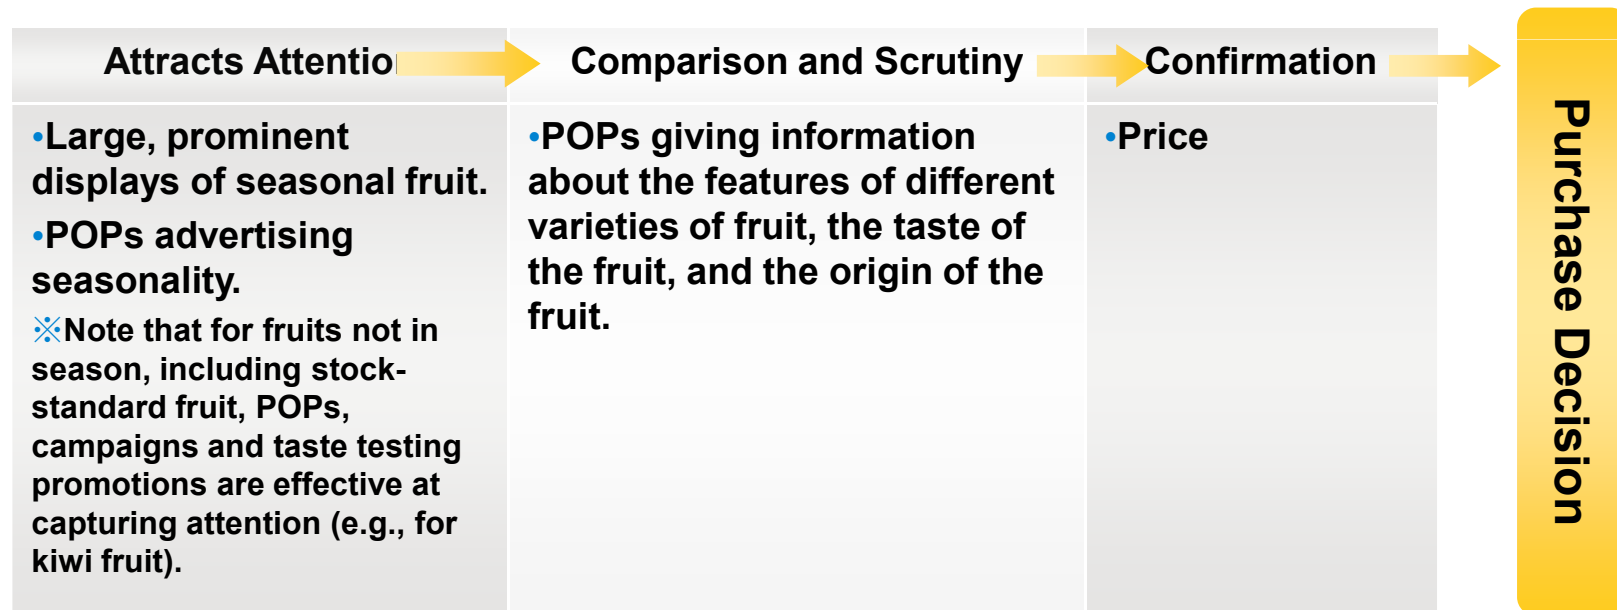 Attracts Attention
Comparison and Scrutiny
Confirmation
•Large, prominent
displays of seasonal fruit.
•POPs advertising
seasonality.
※Note that for fruits not in
season, including stock-
standard fruit, POPs,
campaigns and taste testing
promotions are effective at
capturing attention (e.g., for
kiwi fruit).
•POPs giving information
about the features of different
varieties of fruit, the taste of
the fruit, and the origin of the
fruit.
•Price
Purchase Decision